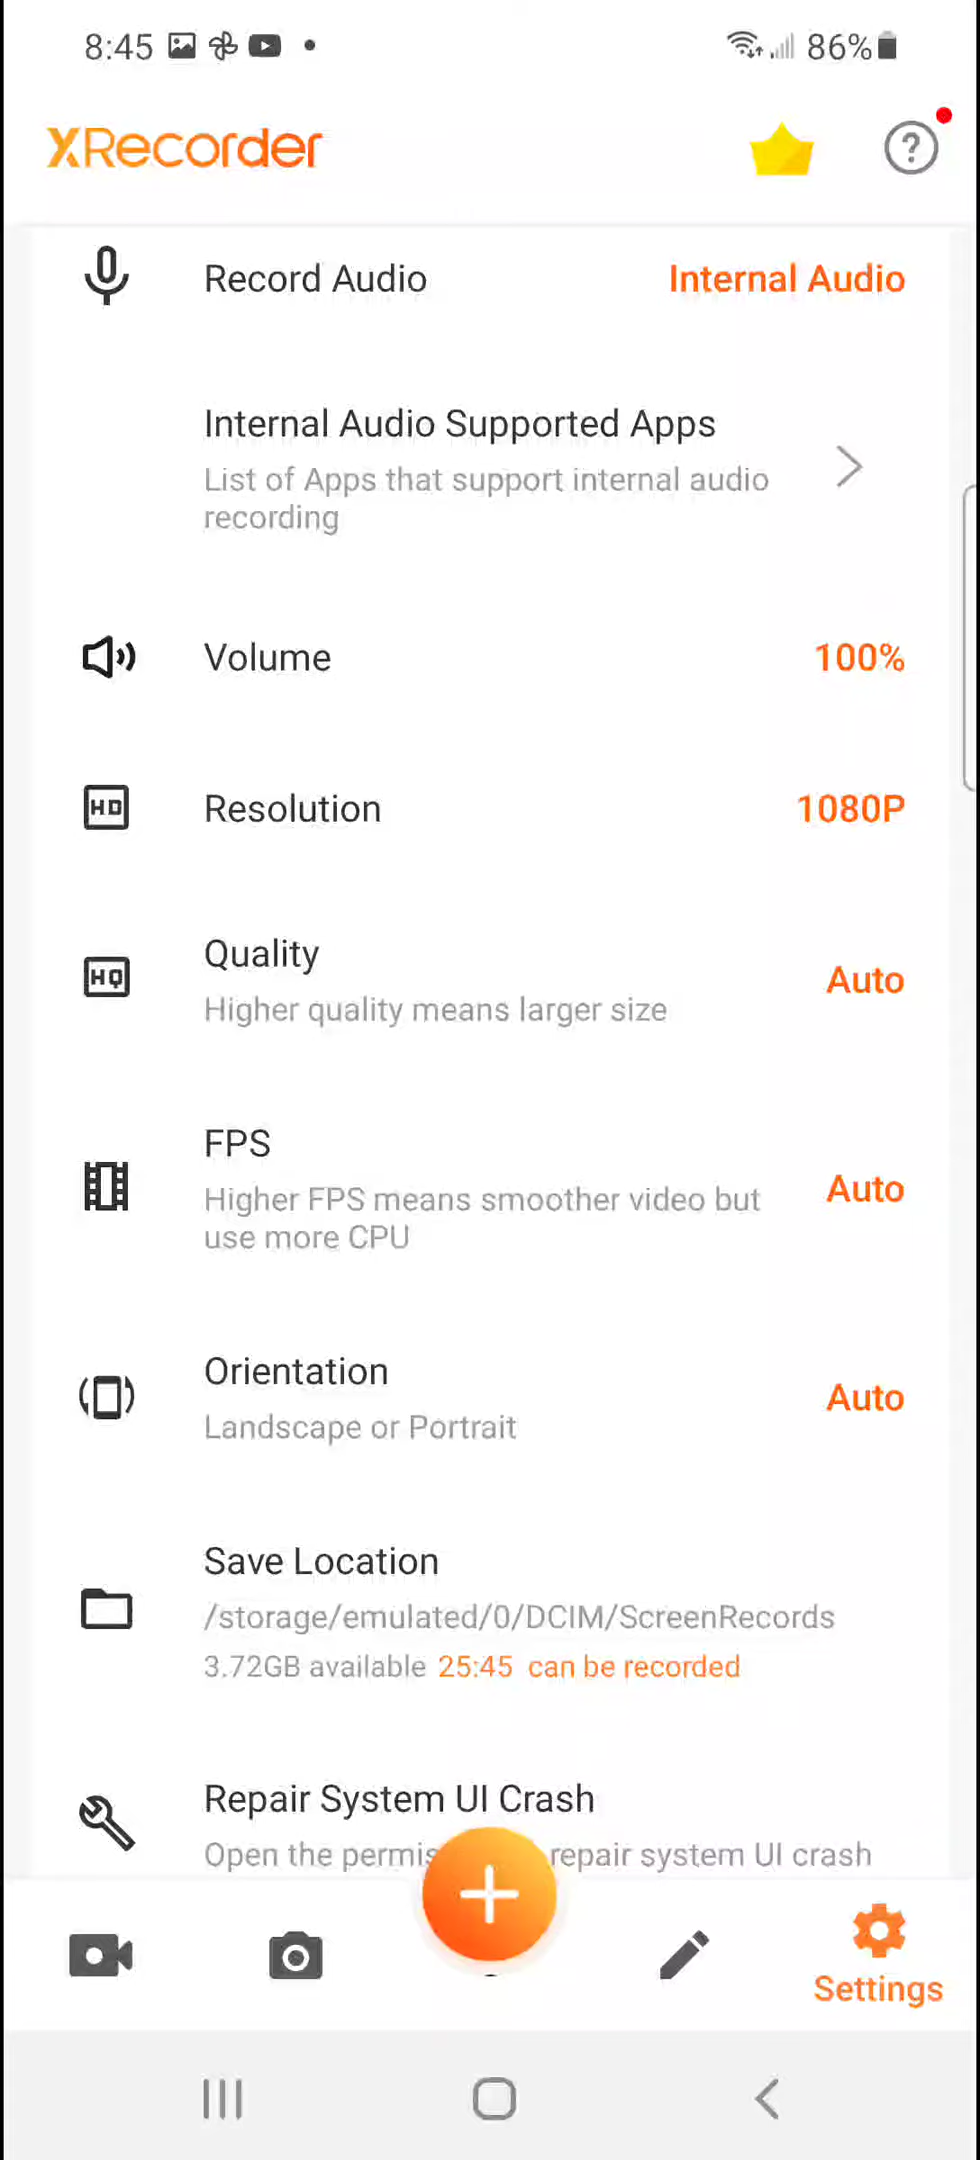 8:45
86%
XRecorder
Record Audio
Internal Audio
Internal Audio Supported Apps
List of Apps that support internal audio
recording
Volume
100%
HD
Resolution
1080P
Quality
HQ
Auto
Higher quality means larger size
FPS
Higher FPS means smoother video but
use more CPU
Auto
Orientation
Auto
Landscape or Portrait
Save Location
/storage/emulated/0/DCIM/ScreenRecords
3.72GB available 25:45 can be recorded
Repair System UI Crash
Open the repair system UI crash
Settings